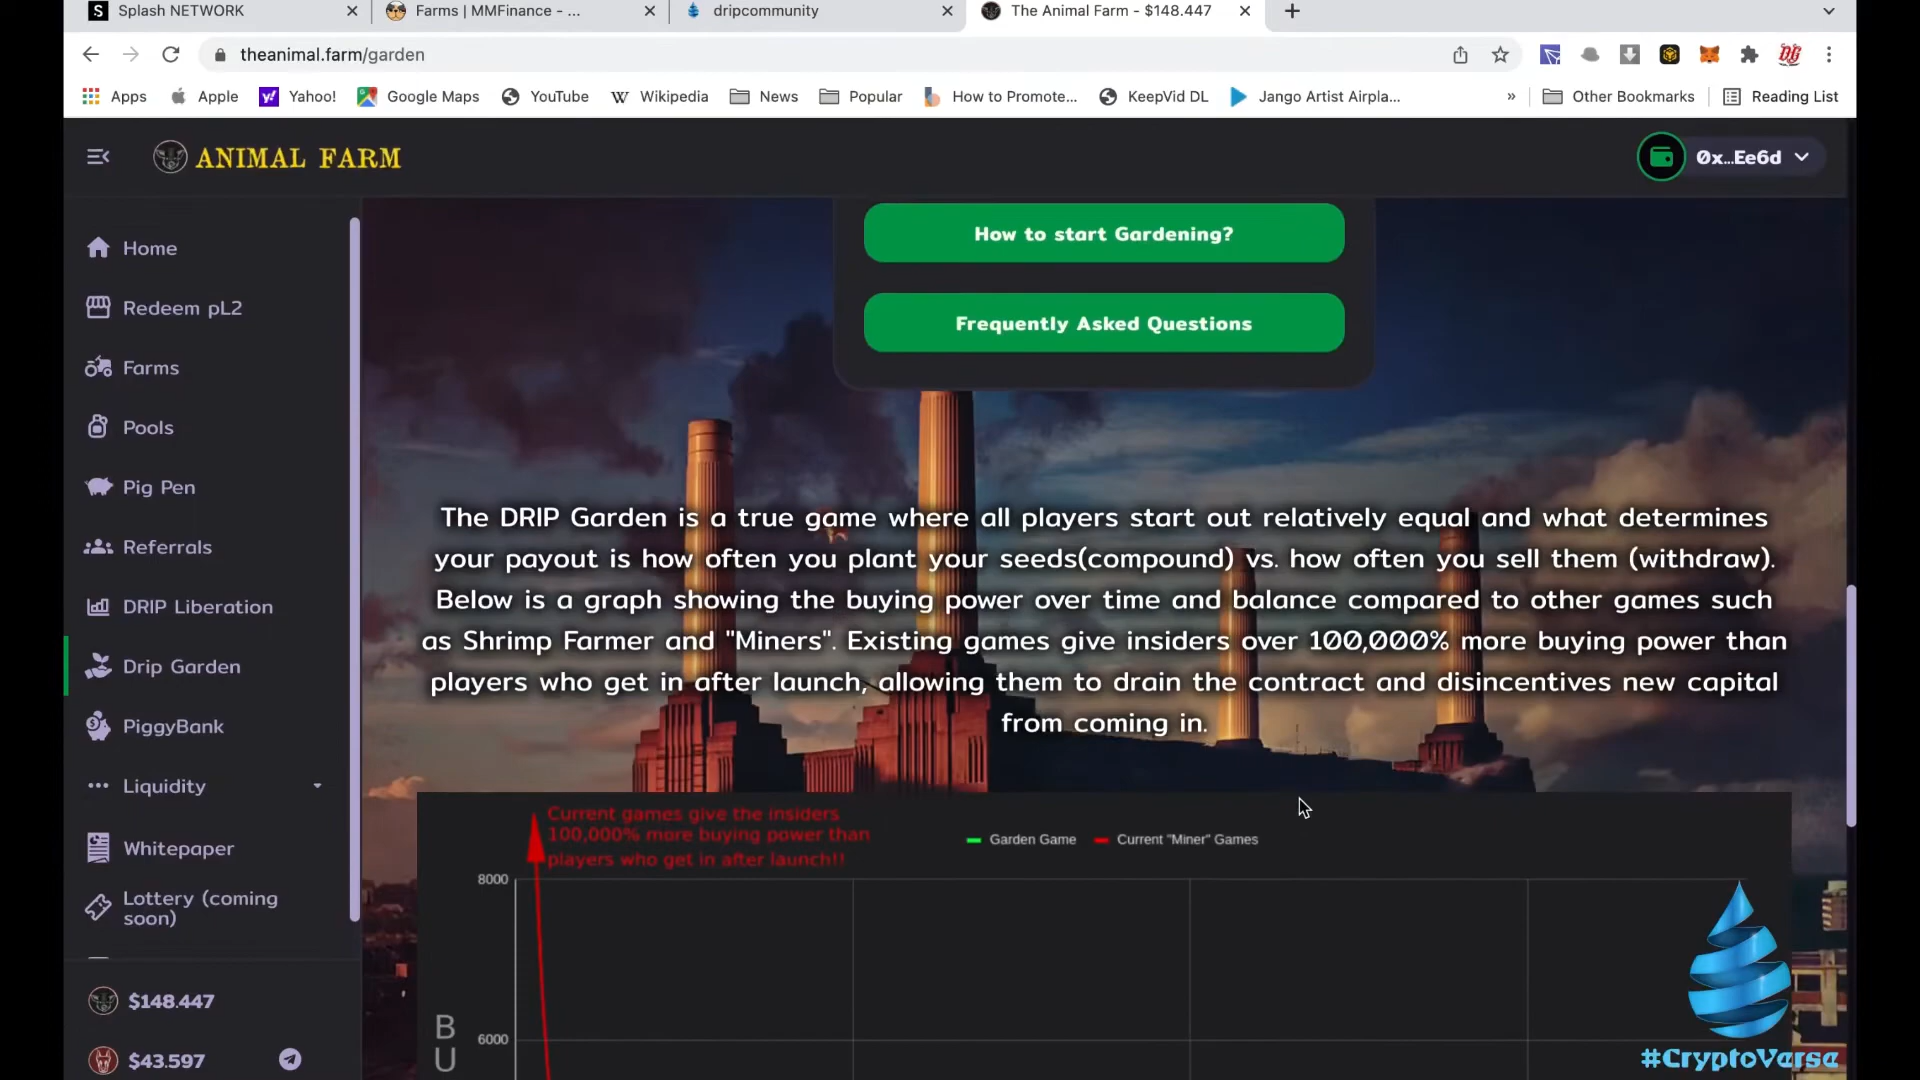 Splash NETWORK
Farms | MMFinance - ...
dripcommunity
The Animal Farm - $148.447
theanimal.farm/garden
Apps
Apple
Yahoo!
Google Maps
YouTube
Wikipedia
News
Popular
How to Promote...
KeepVid DL
Jango Artist Airpla...
»
Other Bookmarks
Reading List
ANIMAL FARM
0x...Ee6d
Home
Redeem pL2
Farms
Pools
Pig Pen
Referrals
DRIP Liberation
Drip Garden
PiggyBank
Liquidity
Whitepaper
Lottery (coming
soon)
$148.447
$43.597
How to start Gardening?
Frequently Asked Questions
The DRIP Garden is a true game where all players start out relatively equal and what determines
your payout is how often you plant your seeds(compound) vs. how often you sell them (withdraw).
Below is a graph showing the buying power over time and balance compared to other games such
as Shrimp Farmer and "Miners". Existing games give insiders over 100,000% more buying power than
players who get in after launch, allowing them to drain the contract and disincentives new capital
from coming in.
Current games give the insiders
100,000% more buying power than
players who get in after launch!!
Garden Game
Current "Miner" Games
8000
6000
B
U
#CryptoVerse